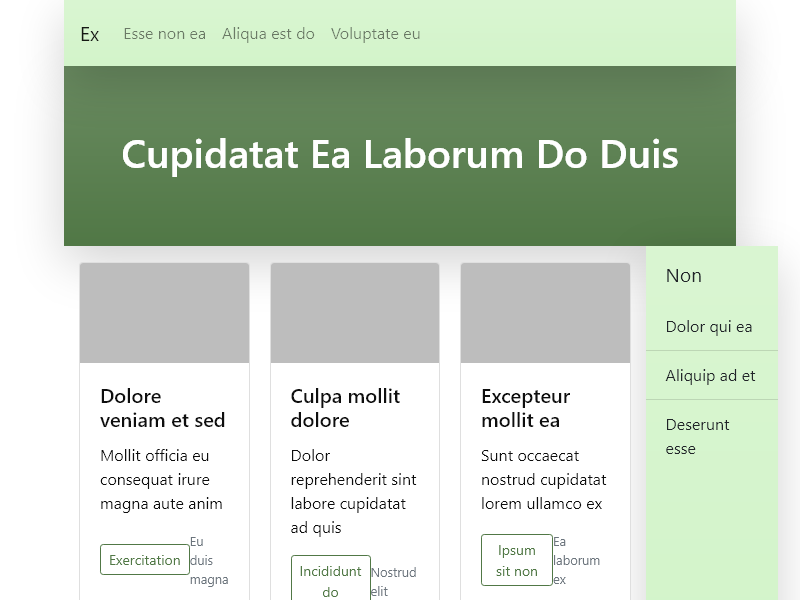 Ex Esse non ea Aliqua est do Voluptate eu
Cupidatat Ea Laborum Do Duis
Dolore
veniam et sed
Mollit officia eu
consequat irure
magna aute anim
Exercitation
Eu
duis
magna
Culpa mollit
dolore
Dolor
reprehenderit sint
labore cupidatat
ad quis
Incididunt
do
Nostrud
elit
Excepteur
mollit ea
Sunt occaecat
nostrud cupidatat
lorem ullamco ex
Ipsum
sit non
Ea
laborum
ex
Non
Dolor qui ea
Aliquip ad et
Deserunt
esse